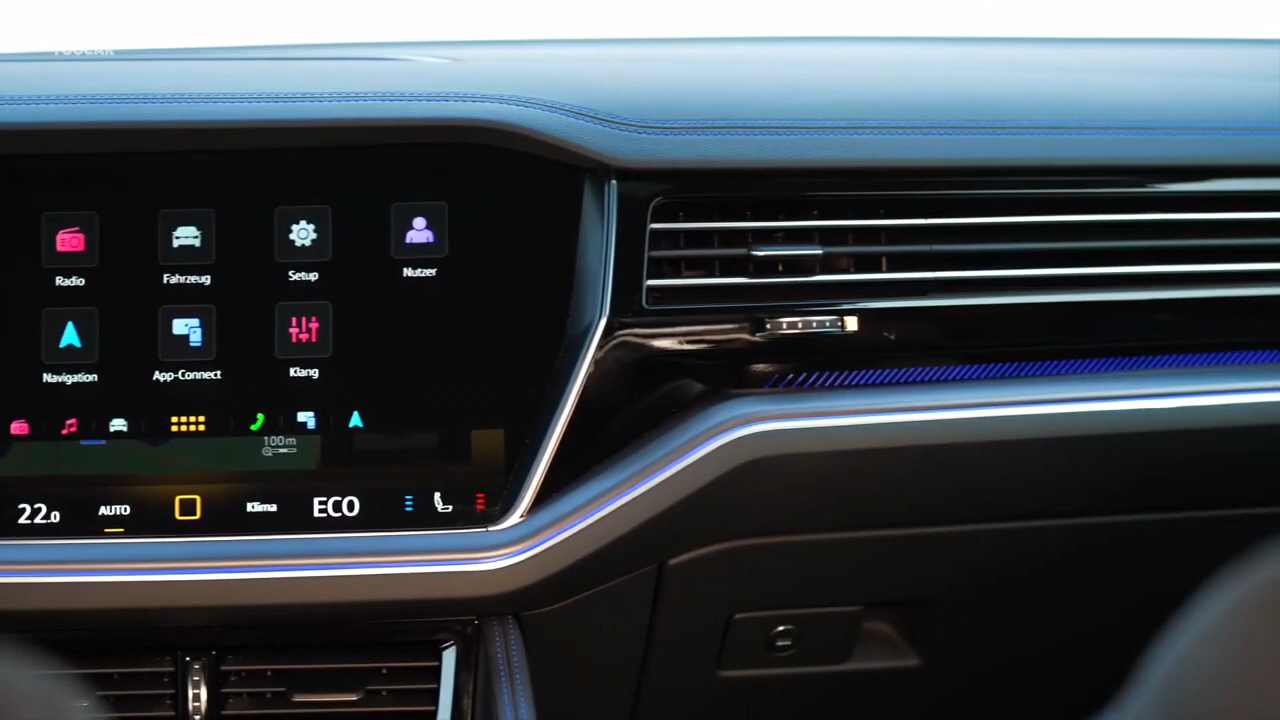 Radio Fahrzeug Setup Nutzer
Navigation App-Connect Klang
100m
22.0 AUTO Klima ECO